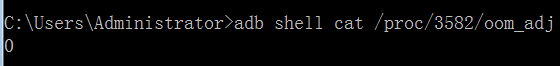 C:\Users\Administrator>adb shell cat /proc/3582/oom_adj
0